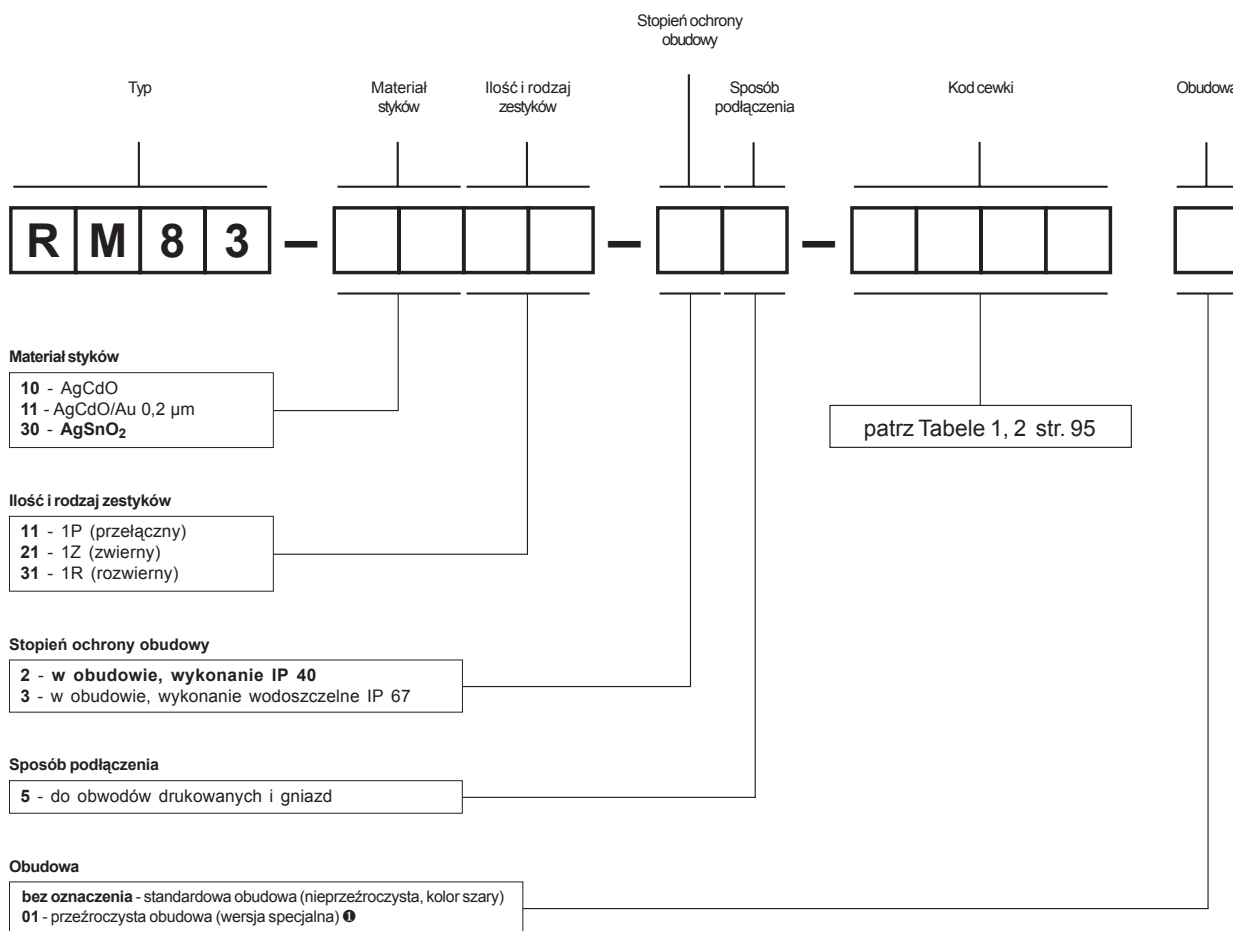 Stopień ochrony
obudowy
Typ
Materiał
styków
Ilość i rodzaj
zestyków
Sposób
podłączenia
Kod cewki
Obudowa
RM83 – – –
Materiał styków
10 - AgCdO
11 - AgCdO/Au 0,2 µm
30 - AgSnO₂
patrz Tabele 1, 2 str. 95
Ilość i rodzaj zestyków
11 - 1P (przełączny)
21 - 1Z (zwierny)
31 - 1R (rozwierny)
Stopień ochrony obudowy
2 - w obudowie, wykonanie IP 40
3 - w obudowie, wykonanie wodoszczelne IP 67
Sposób podłączenia
5 - do obwodów drukowanych i gniazd
Obudowa
bez oznaczenia - standardowa obudowa (nieprzeźroczysta, kolor szary)
01 - przeźroczysta obudowa (wersja specjalna) ❶